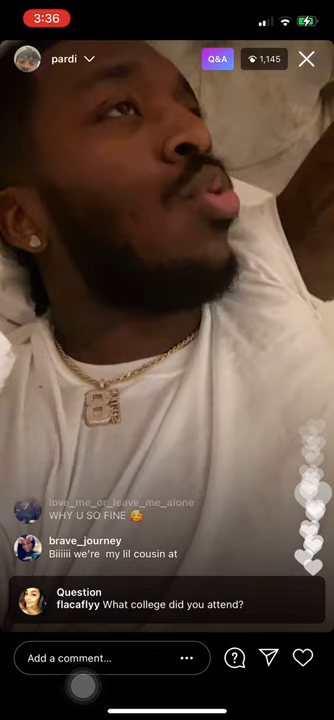 3:36
pardi
Q&A
1,145
love_me_or_leave_me_alone
WHY U SO FINE 🥰
brave_journey
Biiiiii we're my lil cousin at
Question
flacaflyy What college did you attend?
Add a comment...